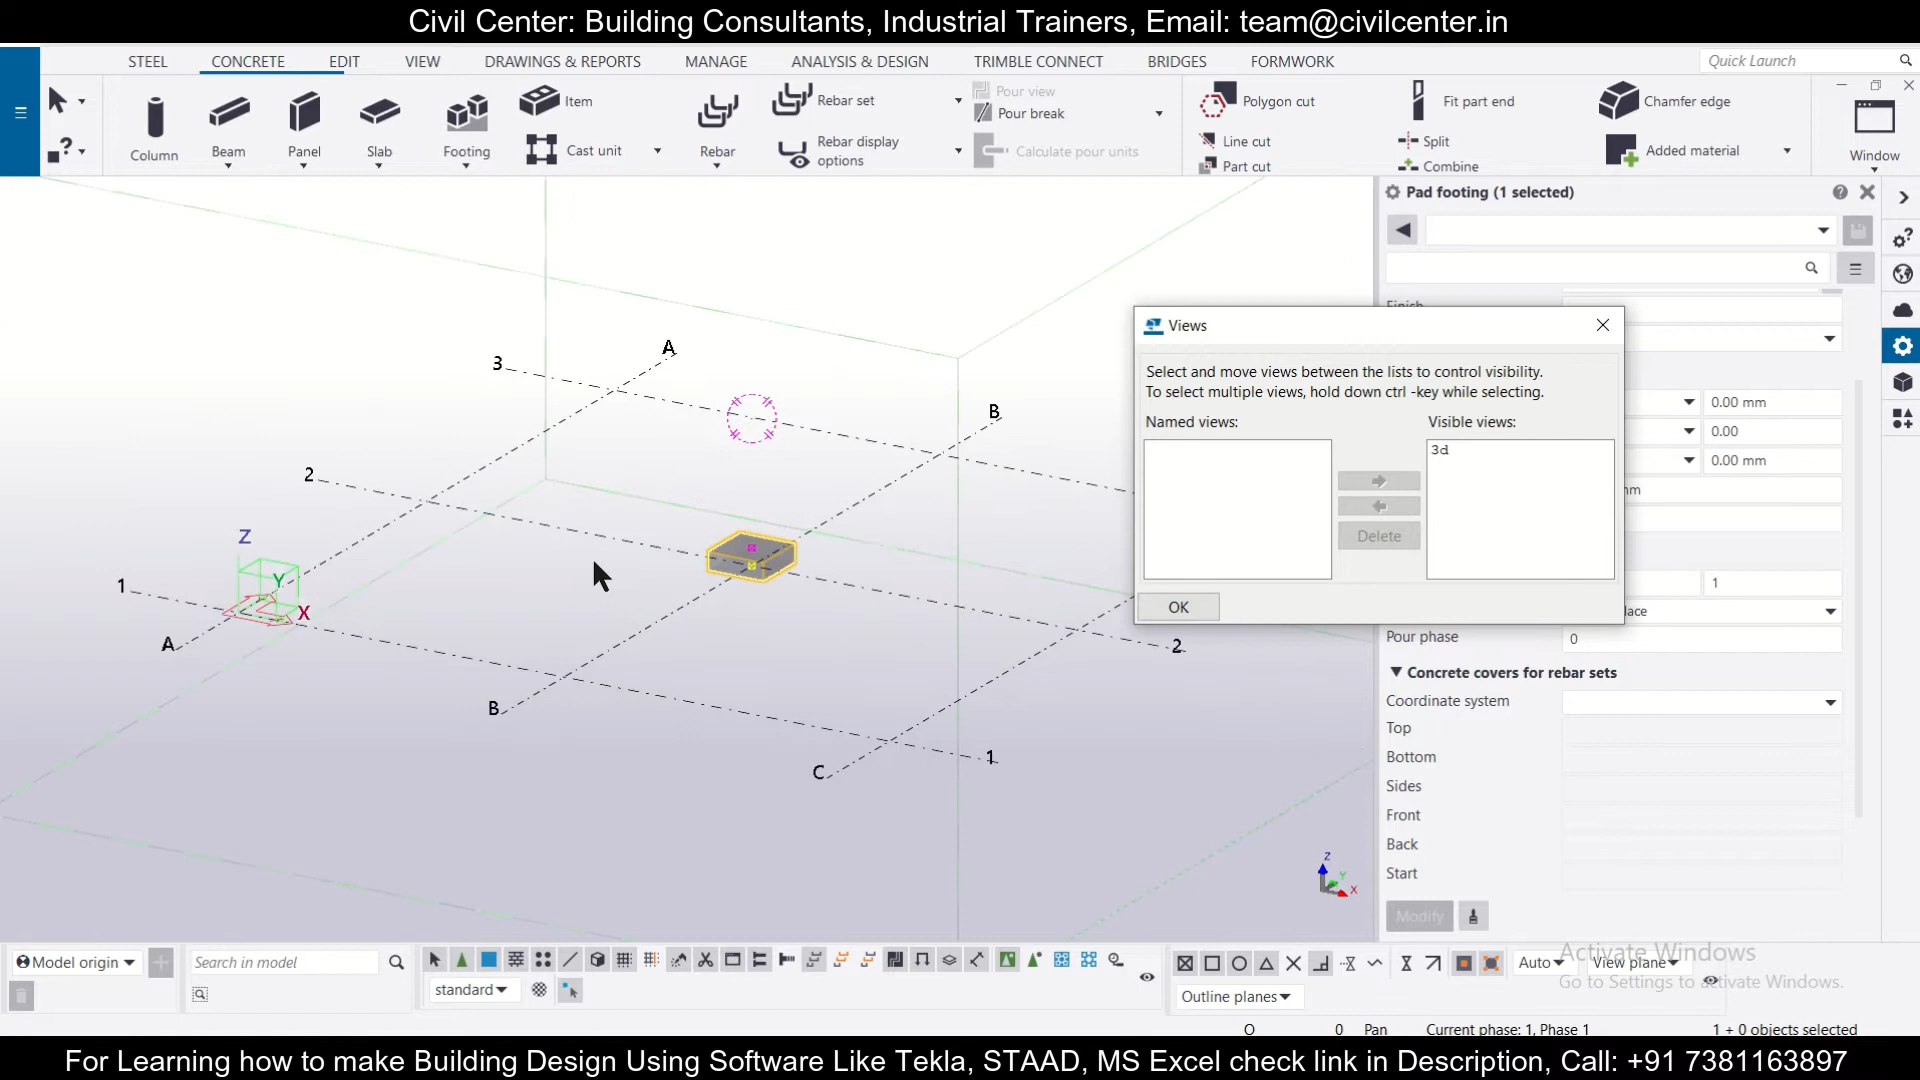 Civil Center: Building Consultants, Industrial Trainers, Email: team@civilcenter.in
STEEL CONCRETE EDIT VIEW DRAWINGS & REPORTS MANAGE ANALYSIS & DESIGN TRIMBLE CONNECT BRIDGES FORMWORK Quick Launch
Column Beam Panel Slab Footing
Item
Cast unit
Rebar
Rebar set
Rebar display
options
Pour view
Pour break
Calculate pour units
Polygon cut
Line cut
Part cut
Fit part end
Split
Combine
Chamfer edge
Added material
Window
Pad footing (1 selected)
Views
Select and move views between the lists to control visibility.
To select multiple views, hold down ctrl -key while selecting.
Named views: Visible views:
3d
Delete
OK
0.00 mm
0.00
0.00 mm
mm
1
lace
Pour phase 0
Concrete covers for rebar sets
Coordinate system
Top
Bottom
Sides
Front
Back
Start
Modify
A
3
B
2
Z
Y
1
X
A
2
B
1
C
Z
Y
X
Model origin
Search in model
standard
Auto
View plane
Outline planes
Activate Windows
Go to Settings to activate Windows.
O 0 Pan Current phase: 1, Phase 1 1 + 0 objects selected
For Learning how to make Building Design Using Software Like Tekla, STAAD, MS Excel check link in Description, Call: +91 7381163897